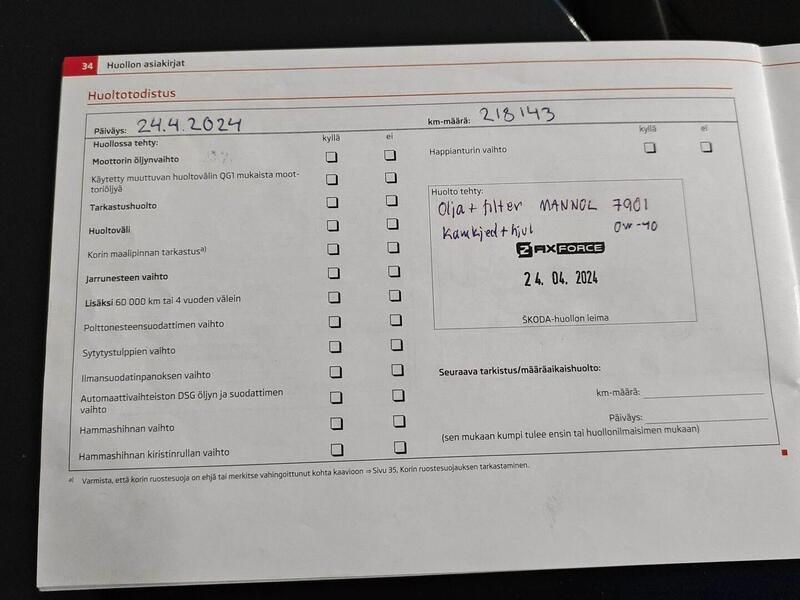 34 Huollon asiakirjat
Huoltotodistus
Päiväys: 24.4.2024 km-määrä: 218143
Huollossa tehty: kyllä ei kyllä ei
Moottorin öljynvaihto
Happianturin vaihto
Käytetty muuttuvan huoltovälin QG1 mukaista moot-
toriöljyä
Tarkastushuolto
Huoltoväli
Korin maalipinnan tarkastus a)
Jarrunesteen vaihto
Lisäksi 60 000 km tai 4 vuoden välein
Polttonesteensuodattimen vaihto
Sytytystulppien vaihto
Ilmansuodatinpanoksen vaihto
Automaattivaihteiston DSG öljyn ja suodattimen
vaihto
Hammashihnan vaihto
Hammashihnan kiristinrullan vaihto
Huolto tehty:
Olja + filter MANNOL 7901
Kamkjed + hjul 0w-40
FIXFORCE
24. 04. 2024
ŠKODA-huollon leima
Seuraava tarkistus/määräaikaishuolto:
km-määrä:
Päiväys:
(sen mukaan kumpi tulee ensin tai huollonilmaisimen mukaan)
a) Varmista, että korin ruostesuoja on ehjä tai merkitse vahingoittunut kohta kaavioon ⇒ Sivu 35, Korin ruostesuojauksen tarkastaminen.